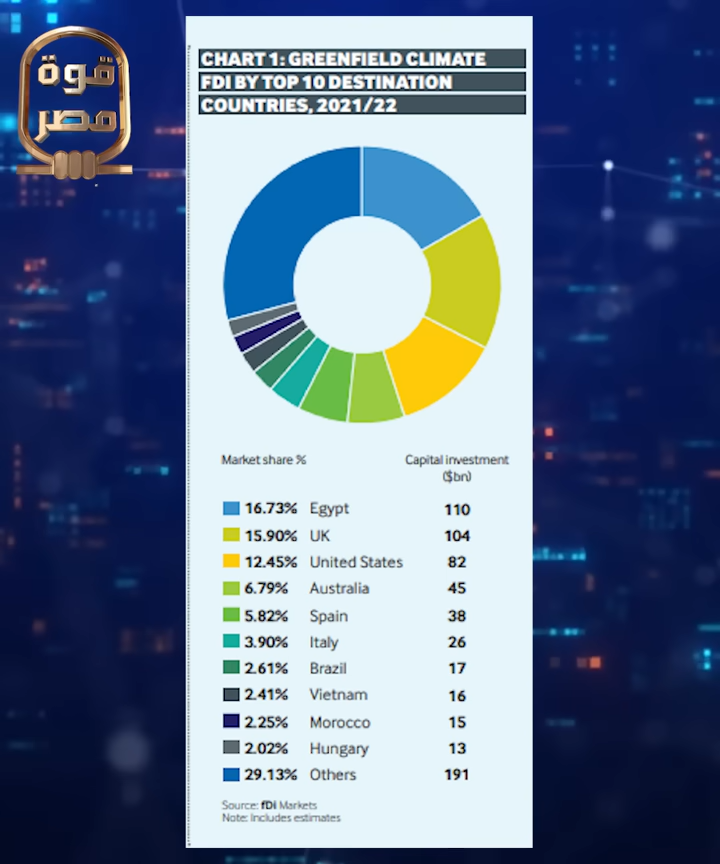 قوة
مصر
CHART 1: GREENFIELD CLIMATE
FDI BY TOP 10 DESTINATION
COUNTRIES, 2021/22
Market share % Capital investment
($bn)
16.73% Egypt 110
15.90% UK 104
12.45% United States 82
6.79% Australia 45
5.82% Spain 38
3.90% Italy 26
2.61% Brazil 17
2.41% Vietnam 16
2.25% Morocco 15
2.02% Hungary 13
29.13% Others 191
Source: fDi Markets
Note: Includes estimates